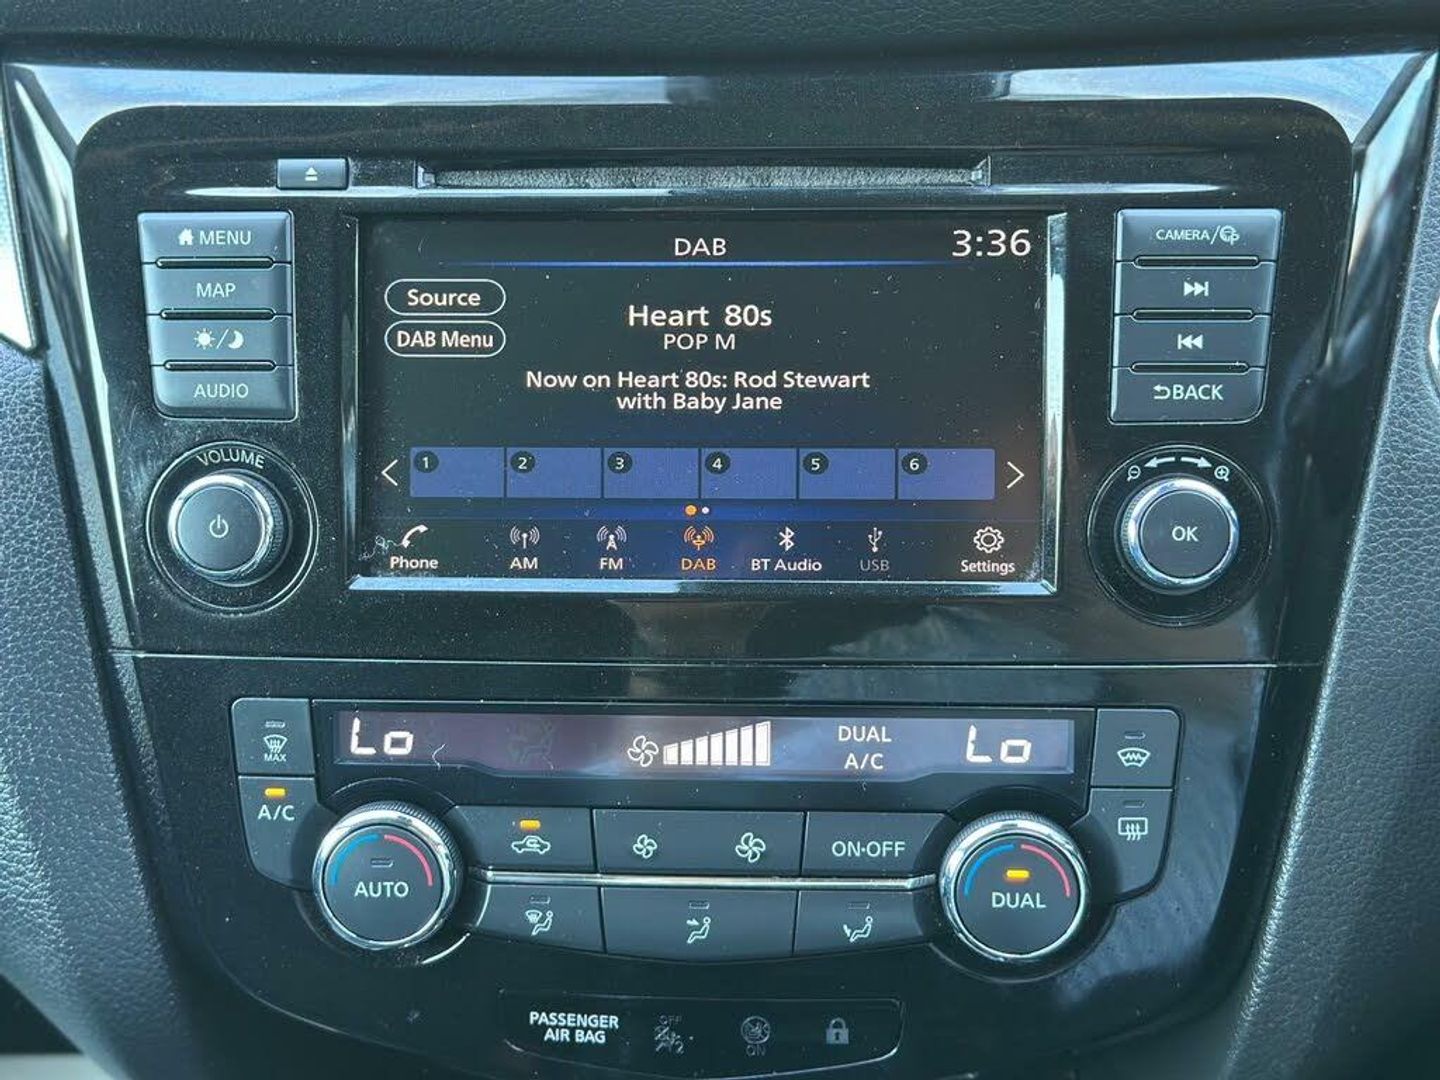 MENU
MAP
AUDIO
VOLUME
DAB
3:36
Source
DAB Menu
Heart 80s
POP M
Now on Heart 80s: Rod Stewart
with Baby Jane
1 2 3 4 5 6
Phone AM FM DAB BT Audio USB Settings
CAMERA/
BACK
OK
Lo
DUAL
A/C
Lo
MAX
A/C
AUTO
ON·OFF
DUAL
PASSENGER
AIR BAG
OFF
2
ON